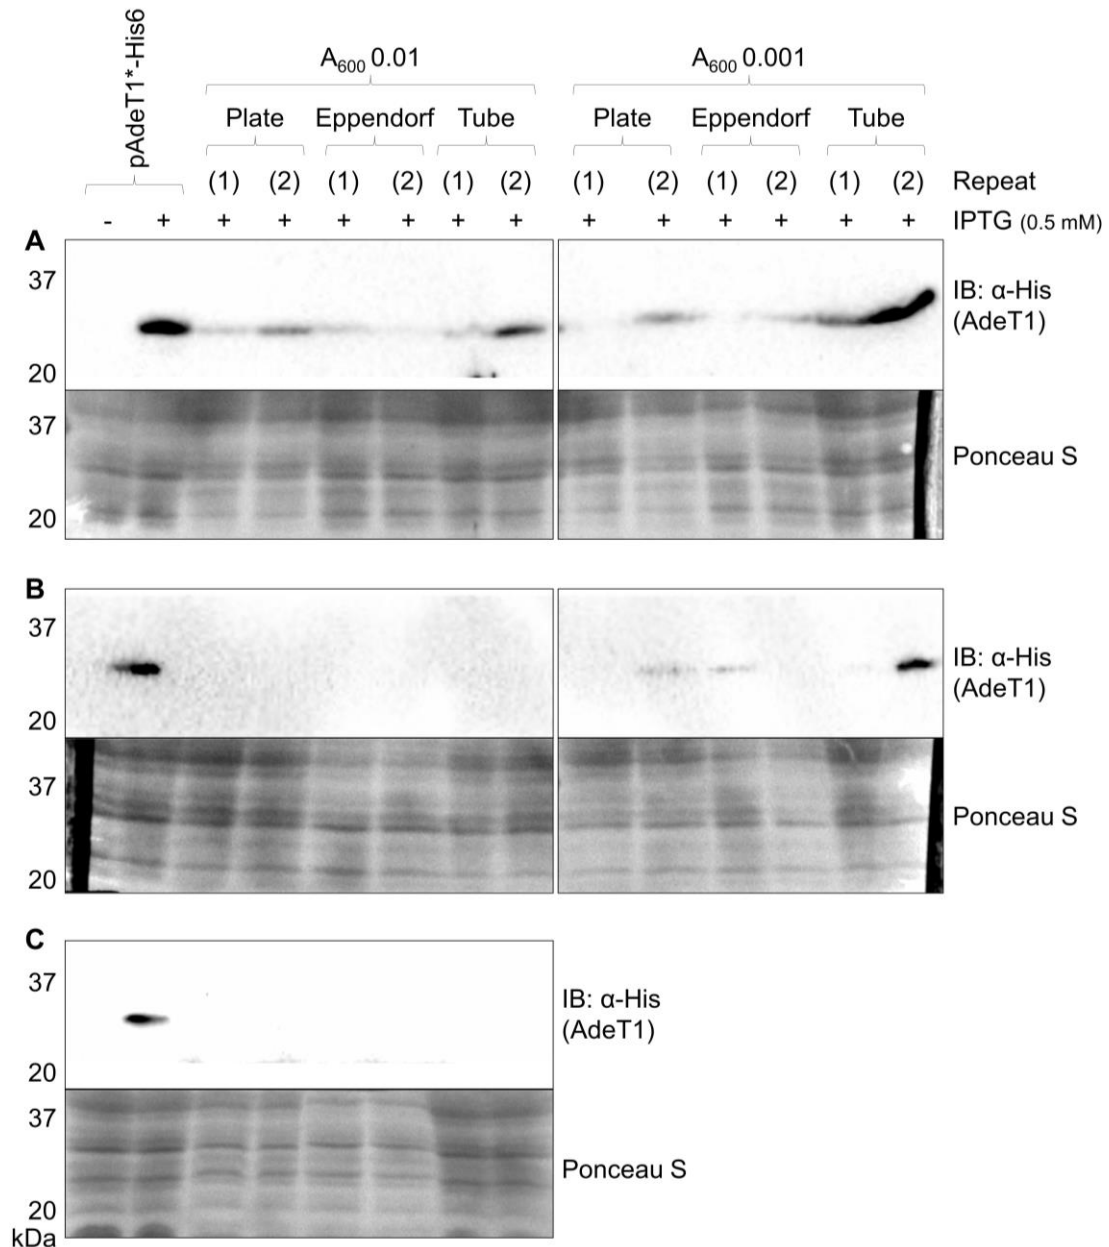 pAdeT1*-His6
A600 0.01 A600 0.001
Plate Eppendorf Tube Plate Eppendorf Tube
(1) (2) (1) (2) (1) (2) (1) (2) (1) (2) (1) (2) Repeat
- + + + + + + + + + + + + + IPTG (0.5 mM)
A
37
IB: α-His
(AdeT1)
20
37
Ponceau S
20
B
37
IB: α-His
(AdeT1)
20
37
Ponceau S
20
C
37
IB: α-His
(AdeT1)
20
37
Ponceau S
20
kDa